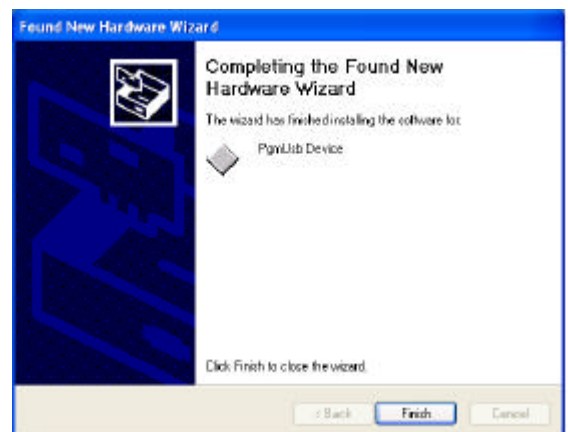 Found New Hardware Wizard
Completing the Found New
Hardware Wizard
The wizard has finished installing the software for:
PgmUsb Device
Click Finish to close the wizard.
< Back
Finish
Cancel